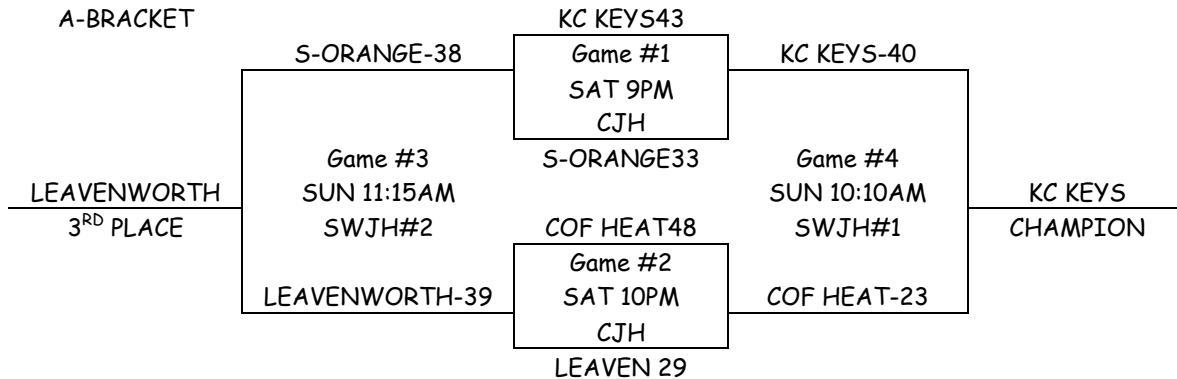 A-BRACKET
KC KEYS43
S-ORANGE-38
Game #1
SAT 9PM
CJH
KC KEYS-40
S-ORANGE33
Game #3
SUN 11:15AM
SWJH#2
Game #4
SUN 10:10AM
SWJH#1
LEAVENWORTH
3RD PLACE
KC KEYS
CHAMPION
COF HEAT48
Game #2
SAT 10PM
CJH
LEAVENWORTH-39
COF HEAT-23
LEAVEN 29